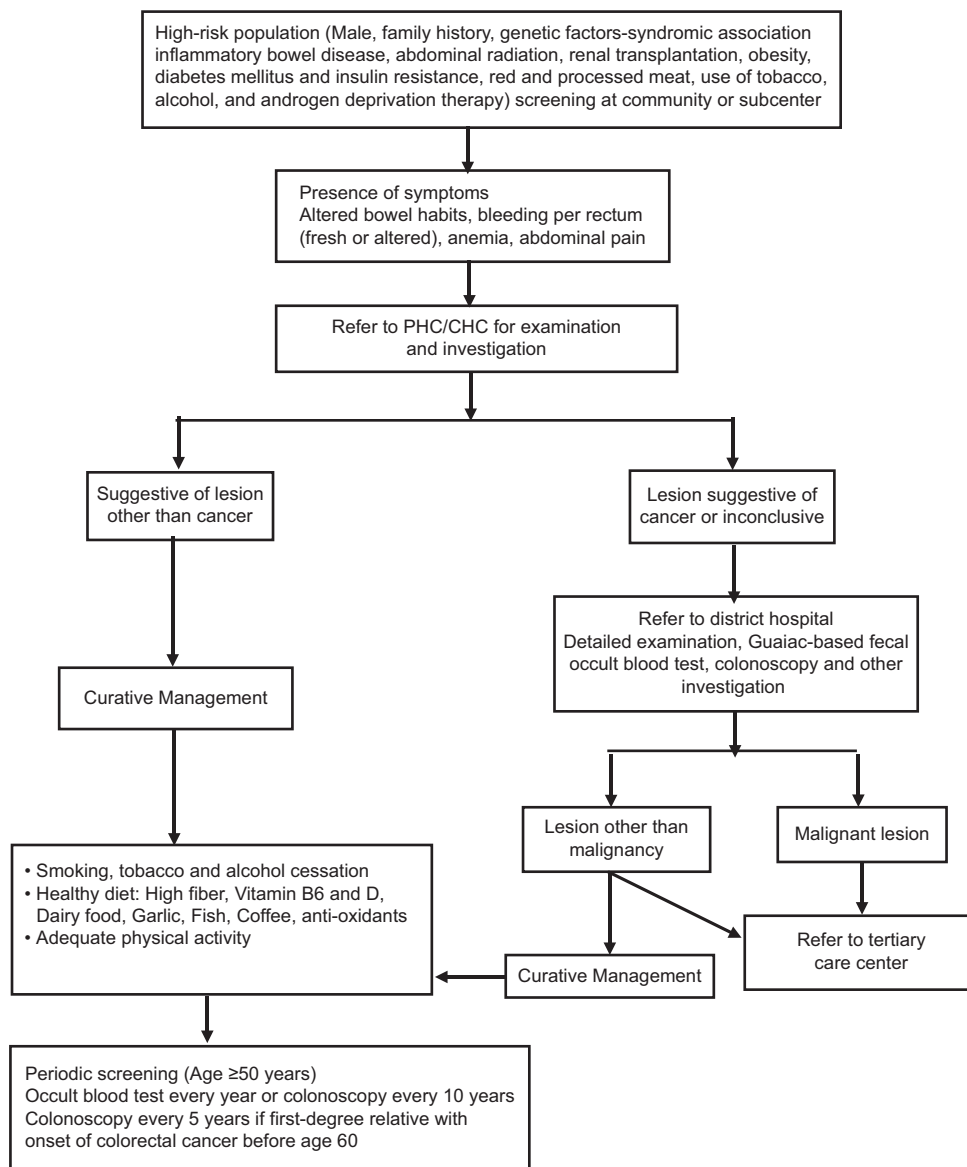 High-risk population (Male, family history, genetic factors-syndromic association
inflammatory bowel disease, abdominal radiation, renal transplantation, obesity,
diabetes mellitus and insulin resistance, red and processed meat, use of tobacco,
alcohol, and androgen deprivation therapy) screening at community or subcenter
Presence of symptoms
Altered bowel habits, bleeding per rectum
(fresh or altered), anemia, abdominal pain
Refer to PHC/CHC for examination
and investigation
Suggestive of lesion
other than cancer
Lesion suggestive of
cancer or inconclusive
Refer to district hospital
Detailed examination, Guaiac-based fecal
occult blood test, colonoscopy and other
investigation
Curative Management
Lesion other than
malignancy
Malignant lesion
• Smoking, tobacco and alcohol cessation
• Healthy diet: High fiber, Vitamin B6 and D,
Dairy food, Garlic, Fish, Coffee, anti-oxidants
• Adequate physical activity
Curative Management
Refer to tertiary
care center
Periodic screening (Age ≥50 years)
Occult blood test every year or colonoscopy every 10 years
Colonoscopy every 5 years if first-degree relative with
onset of colorectal cancer before age 60